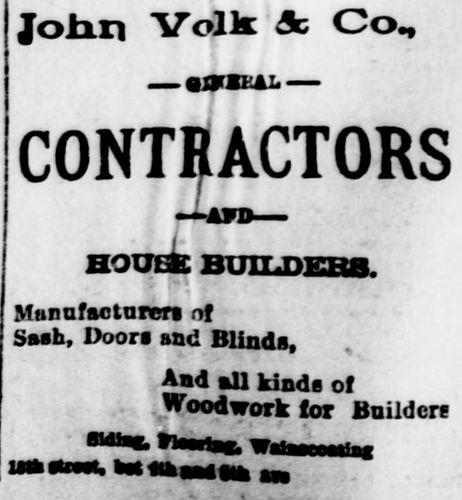 John Volk & Co.,
— GENERAL —
CONTRACTORS
—AND—
HOUSE BUILDERS.
Manufacturers of
Sash, Doors and Blinds,
And all kinds of
Woodwork for Builders
Siding, Flooring, Wainscoating
18th street, bet 4th and 5th ave